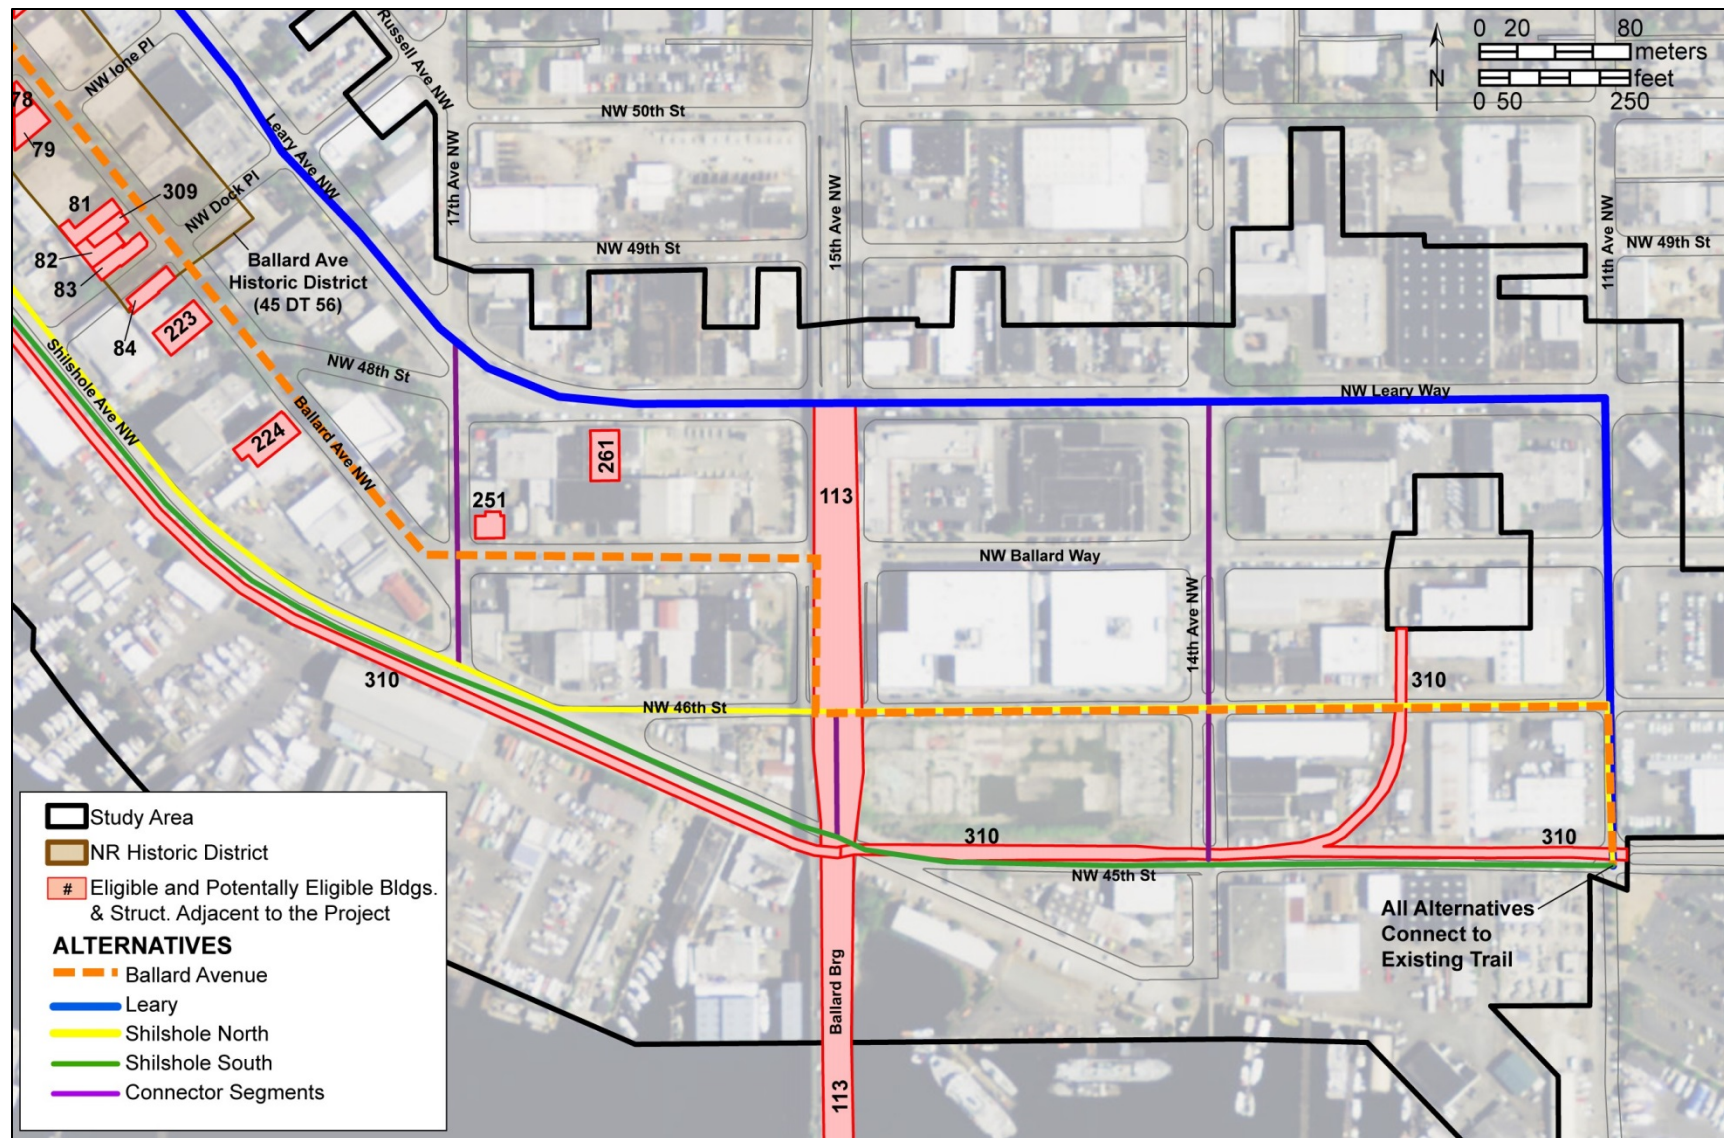 0 20 80
meters
feet
0 50 250
N
Russell Ave NW
NW Ione Pl
NW 50th St
78
79
Leary Ave NW
17th Ave NW
15th Ave NW
11th Ave NW
NW Dock Pl
81
309
NW 49th St
NW 49th St
82
83
Ballard Ave
Historic District
(45 DT 56)
84
223
Shilshole Ave NW
NW 48th St
NW Leary Way
Ballard Ave NW
224
261
251
113
NW Ballard Way
14th Ave NW
310
310
NW 46th St
310
310
NW 45th St
All Alternatives
Connect to
Existing Trail
Ballard Brg
113
Study Area
NR Historic District
# Eligible and Potentally Eligible Bldgs.
& Struct. Adjacent to the Project
ALTERNATIVES
Ballard Avenue
Leary
Shilshole North
Shilshole South
Connector Segments